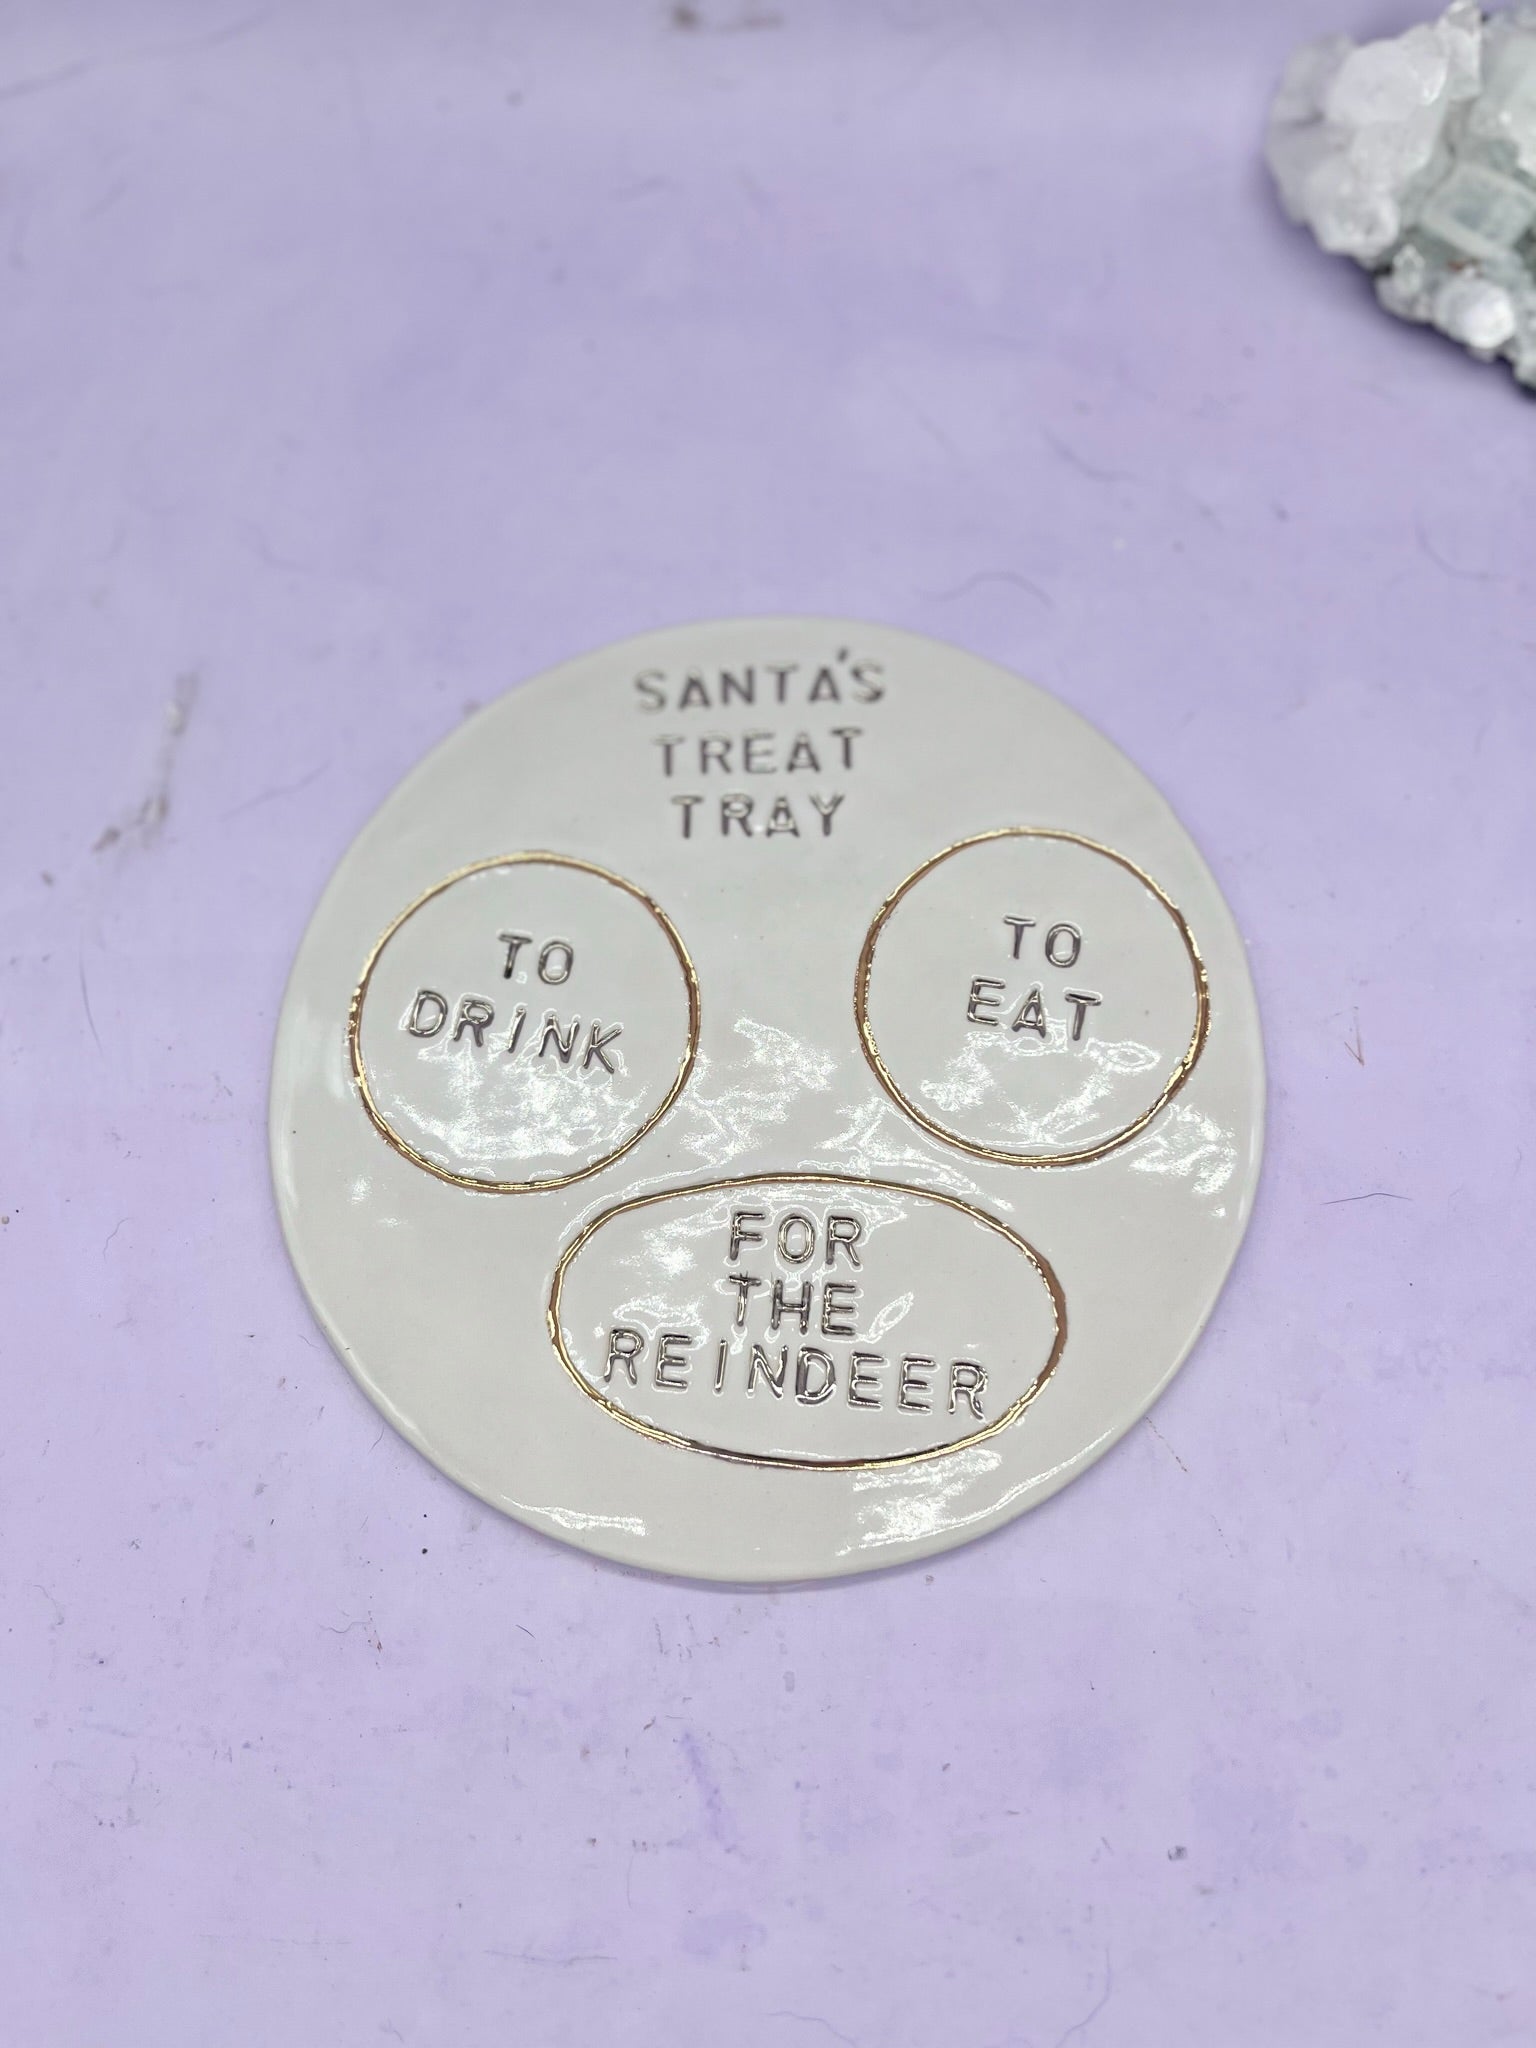 SANTA'S
TREAT
TRAY
TO
DRINK
TO
EAT
FOR
THE
REINDEER